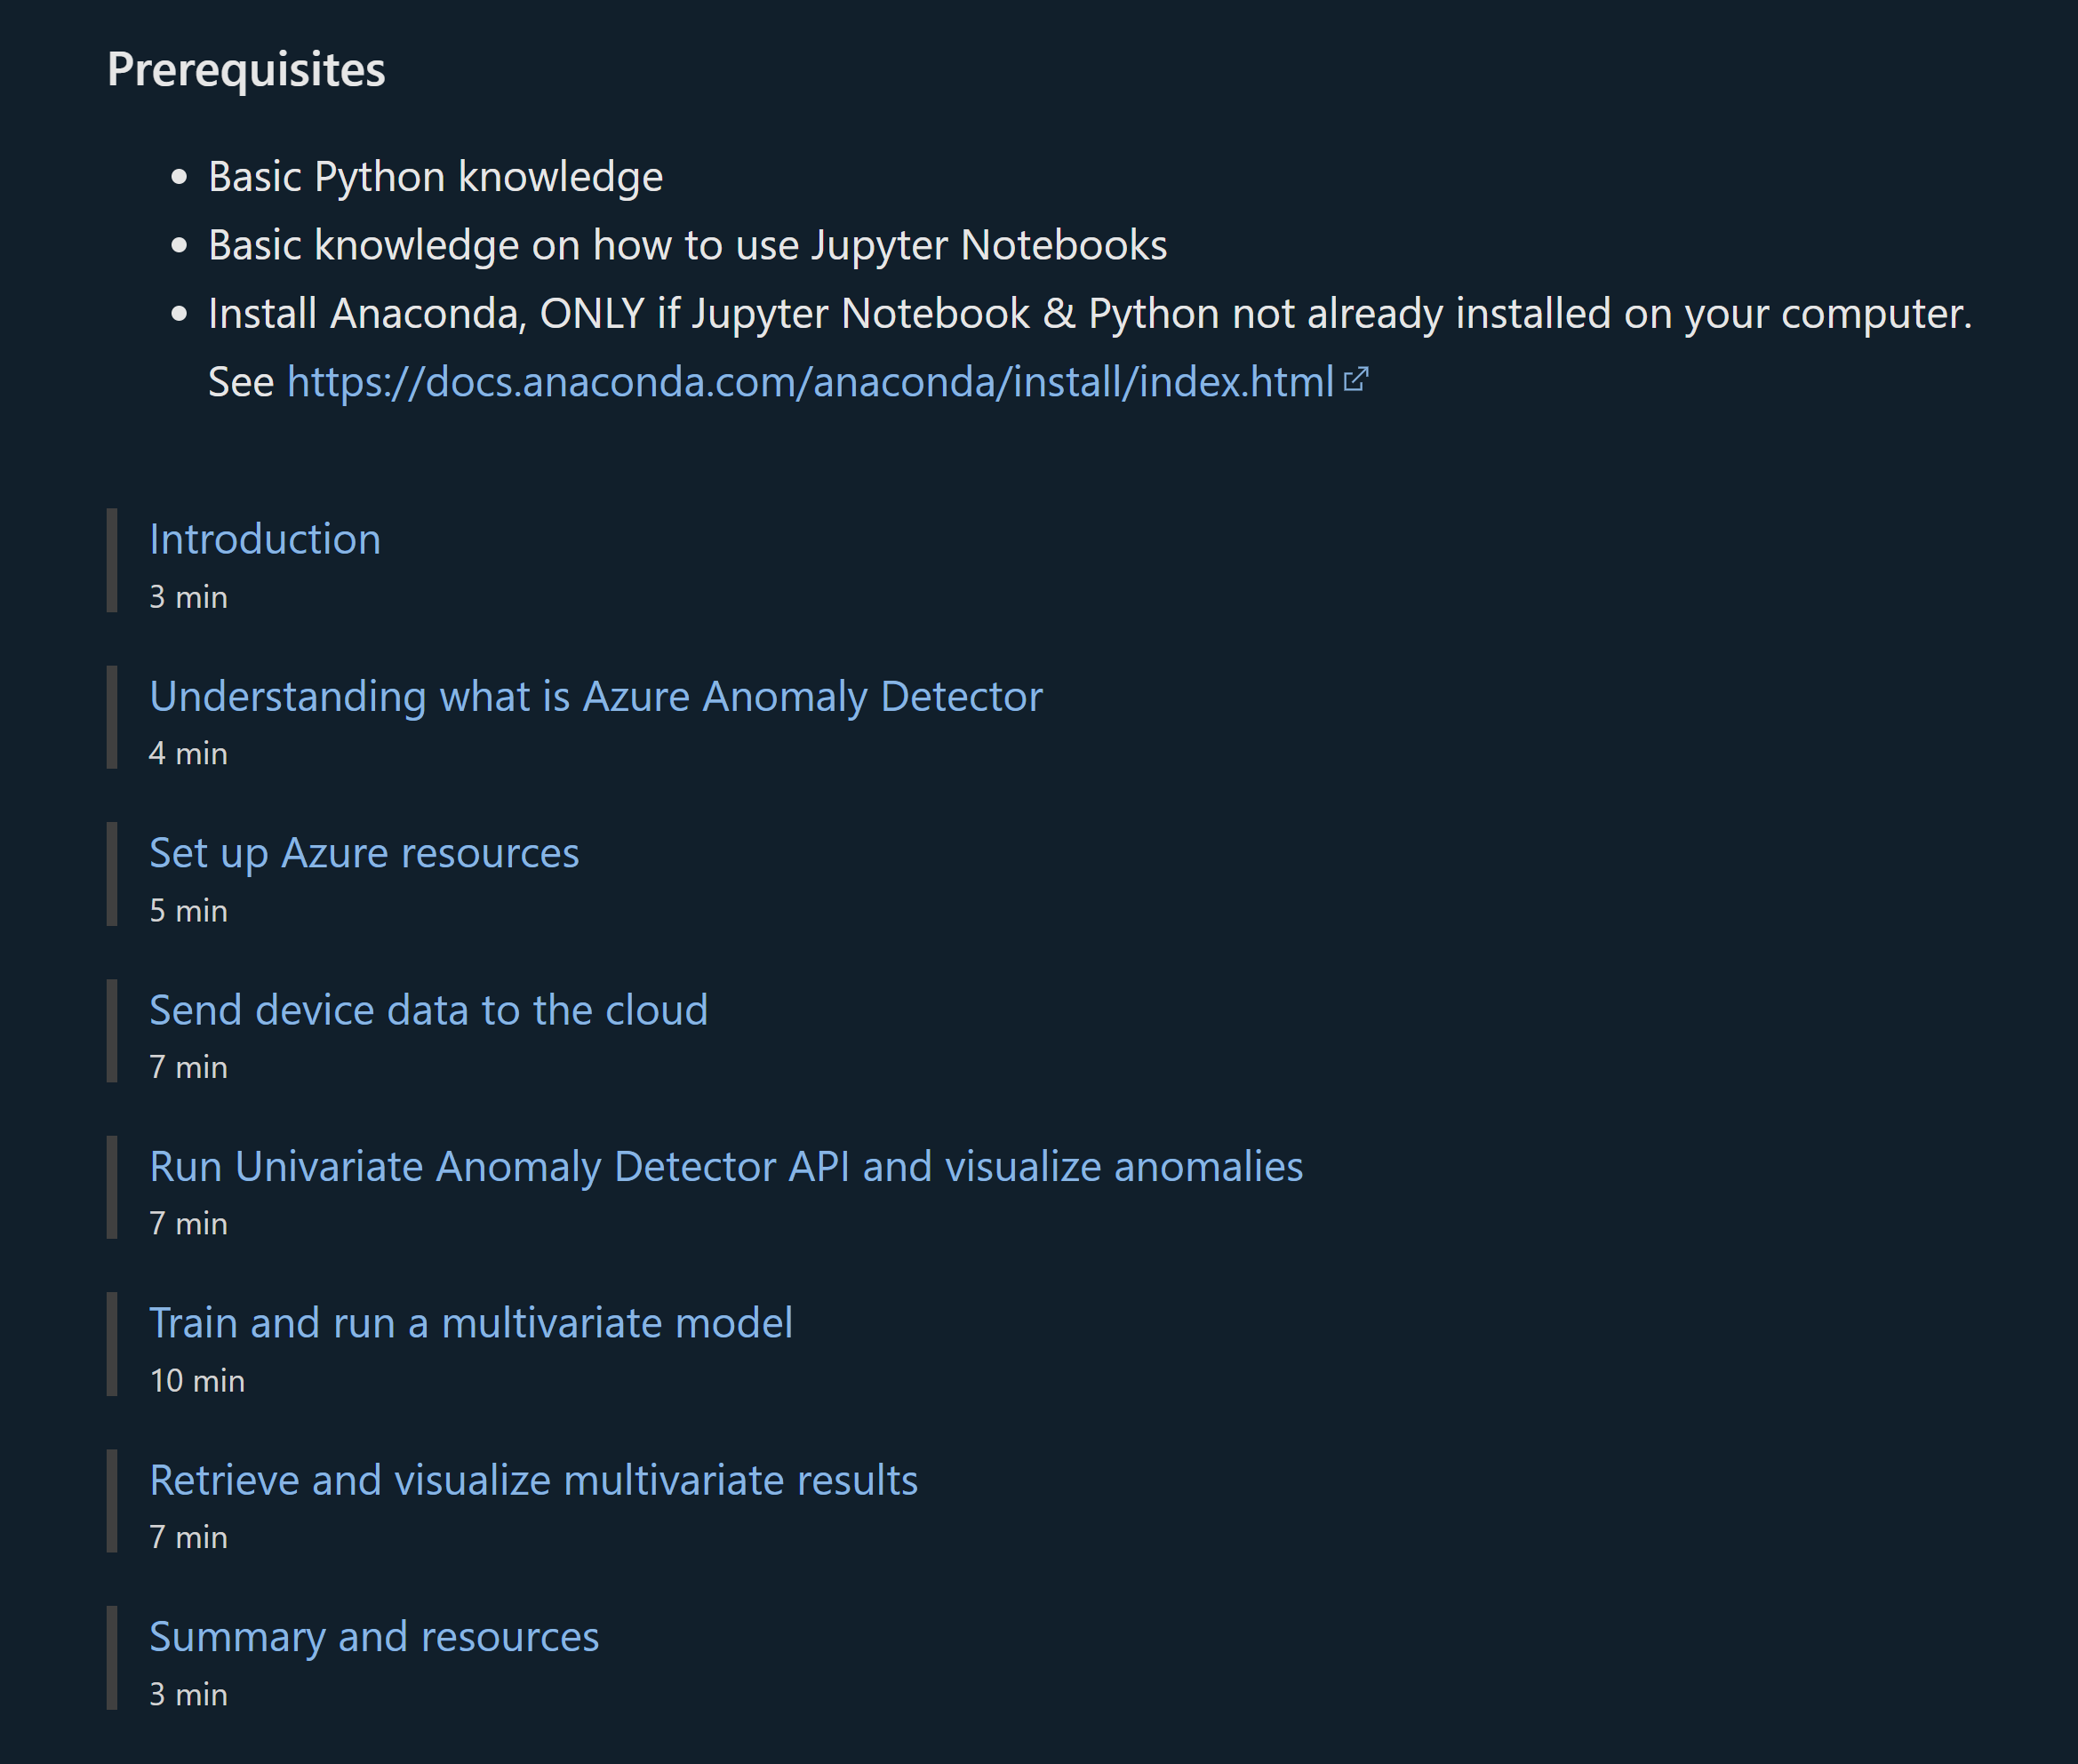 Prerequisites
Basic Python knowledge
Basic knowledge on how to use Jupyter Notebooks
Install Anaconda, ONLY if Jupyter Notebook & Python not already installed on your computer.
See https://docs.anaconda.com/anaconda/install/index.html
Introduction
3 min
Understanding what is Azure Anomaly Detector
4 min
Set up Azure resources
5 min
Send device data to the cloud
7 min
Run Univariate Anomaly Detector API and visualize anomalies
7 min
Train and run a multivariate model
10 min
Retrieve and visualize multivariate results
7 min
Summary and resources
3 min